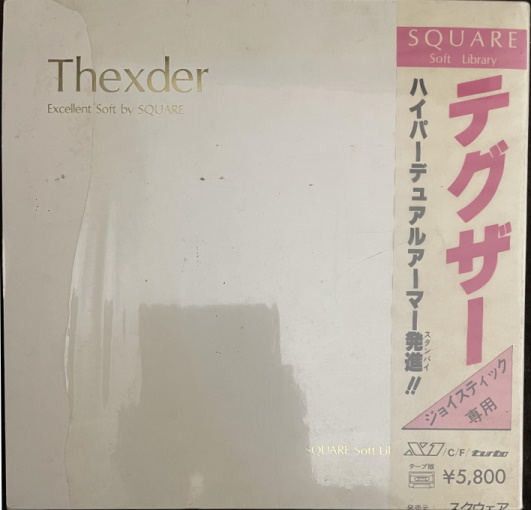 Thexder
Excellent Soft by SQUARE
SQUARE Soft Li
SQUARE
Soft Library
テグザー
ハイパーデュアルアーマー発進!!
スタンバイ
ジョイスティック
専用
X1/C/F/turbo
テープ版
¥5,800
発売元: スクウェア